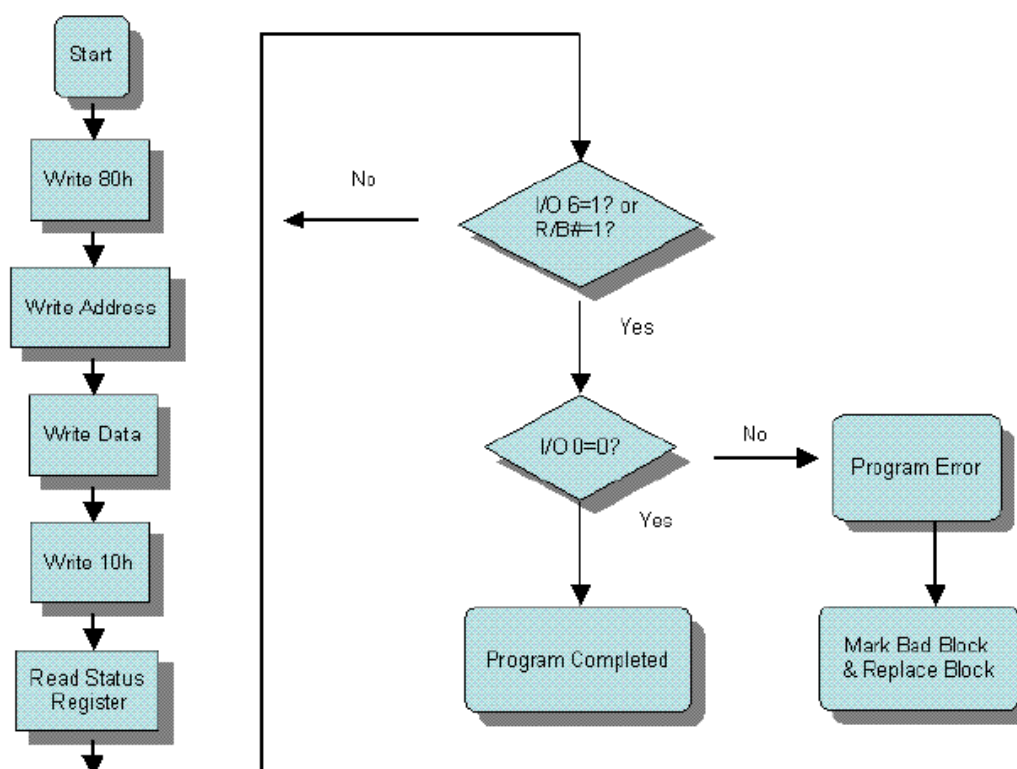 Start
Write 80h
Write Address
Write Data
Write 10h
Read Status
Register
No
I/O 6=1? or
R/B#=1?
Yes
I/O 0=0?
No
Yes
Program Error
Program Completed
Mark Bad Block
& Replace Block